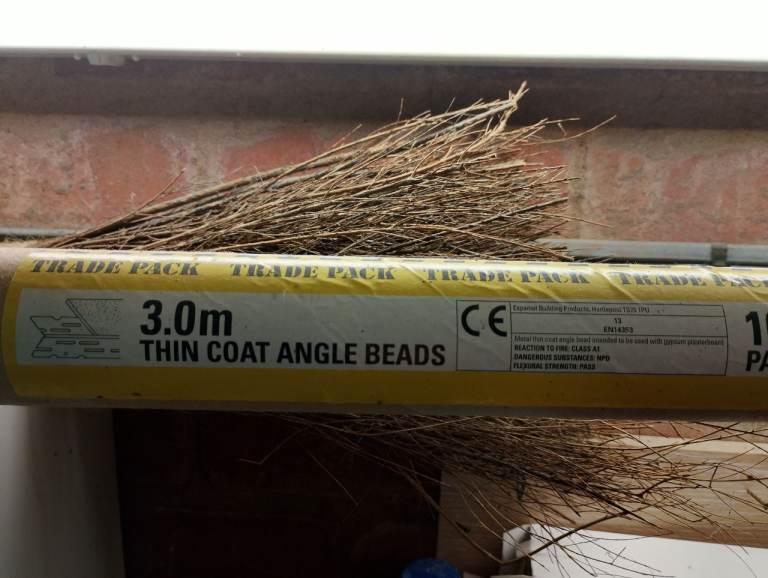 TRADE PACK TRADE PACK TRADE PACK TRADE PACK
3.0m
THIN COAT ANGLE BEADS
CE
Expamet Building Products, Hartlepool TS25 1PU
13
EN14353
Metal thin coat angle bead intended to be used with gypsum plasterboard
REACTION TO FIRE: CLASS A1
DANGEROUS SUBSTANCES: NPD
FLEXURAL STRENGTH: PASS